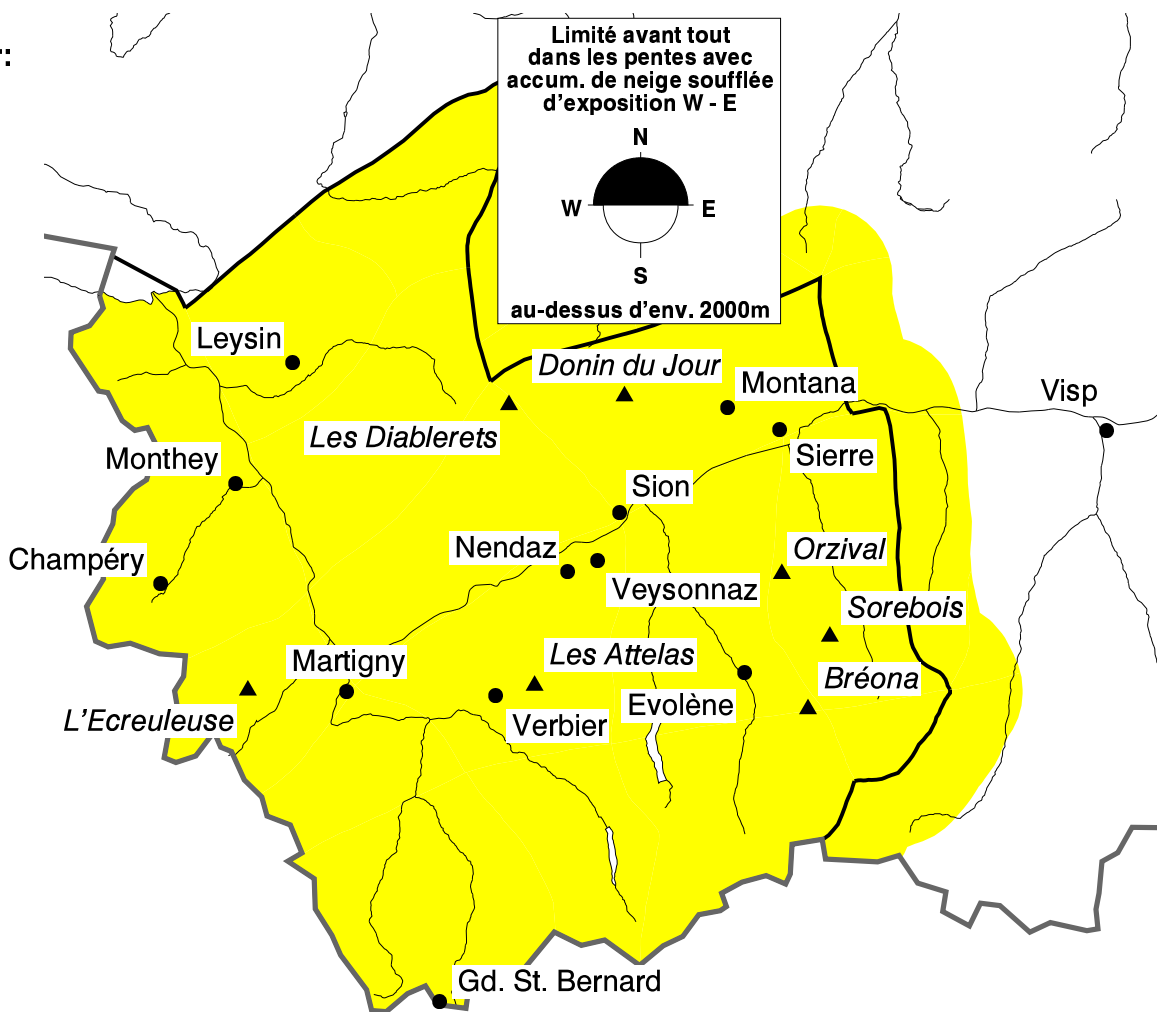 :
Limité avant tout
dans les pentes avec
accum. de neige soufflée
d'exposition W - E
N
W
E
S
au-dessus d'env. 2000m
Leysin
Donin du Jour
Montana
Visp
Les Diablerets
Sierre
Monthey
Sion
Nendaz
Orzival
Champéry
Veysonnaz
Sorebois
Les Attelas
Martigny
Bréona
Evolène
L'Ecreuleuse
Verbier
Gd. St. Bernard